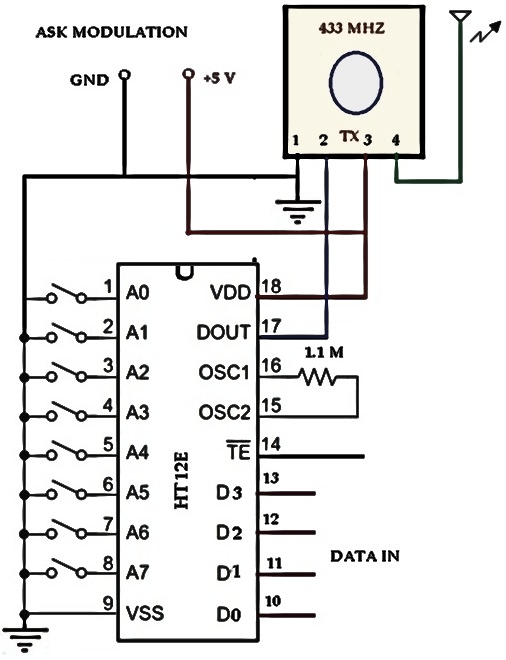 ASK MODULATION
433 MHZ
GND
+5 V
TX
1 2 3 4
1 A0 VDD 18
2 A1 DOUT 17
1.1 M
3 A2 OSC1 16
4 A3 OSC2 15
5 A4 TE 14
HT12E
6 A5 D3 13
7 A6 D2 12
DATA IN
8 A7 D1 11
9 VSS D0 10